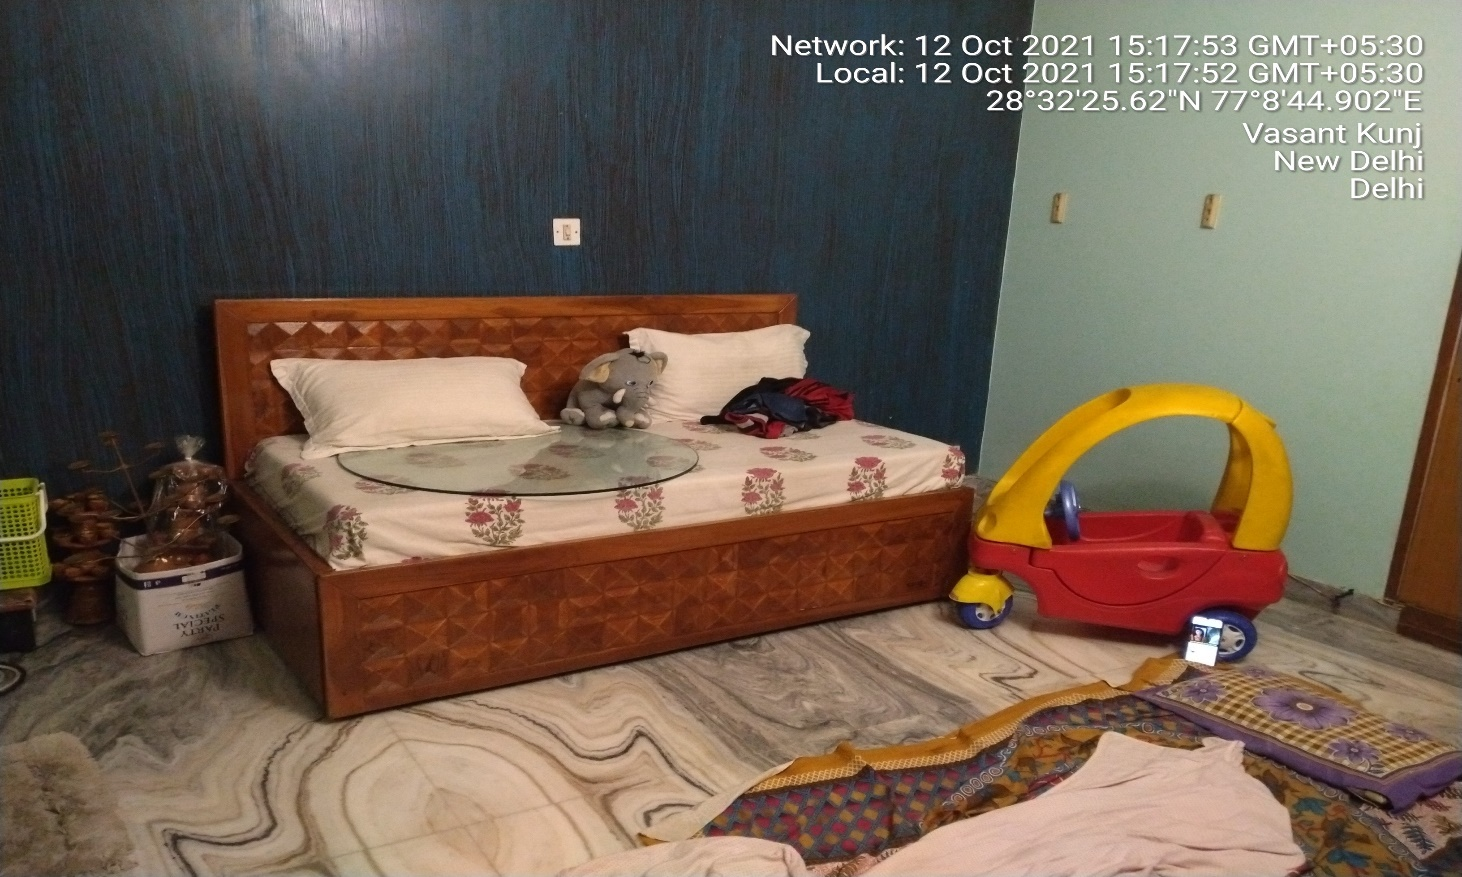 Network: 12 Oct 2021 15:17:53 GMT+05:30
Local: 12 Oct 2021 15:17:52 GMT+05:30
28°32'25.62"N 77°8'44.902"E
Vasant Kunj
New Delhi
Delhi
PARTY
SPECIAL